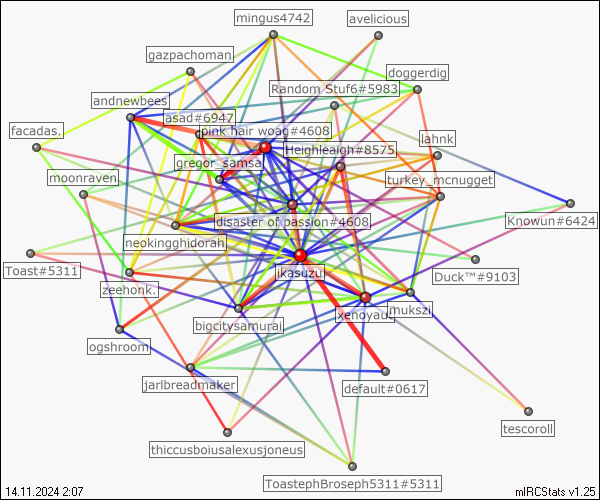 mingus4742
avelicious
gazpachoman
doggerdig
Random Stuf6#5983
andnewbees
asad#6947
facadas.
pink hair woag#4608
lahnk
Heighleaigh#8575
gregor_samsa
moonraven
turkey_mcnugget
disaster of passion#4608
Knowun#6424
neokingghidorah
Toast#5311
jkasuzu
Duck™#9103
zeehonk.
xenoyadu
mukszi
bigcitysamurai
ogshroom
jarlbreadmaker
default#0617
tescoroll
thiccusboiusalexusjoneus
ToastephBroseph5311#5311
14.11.2024 2:07
mIRCStats v1.25